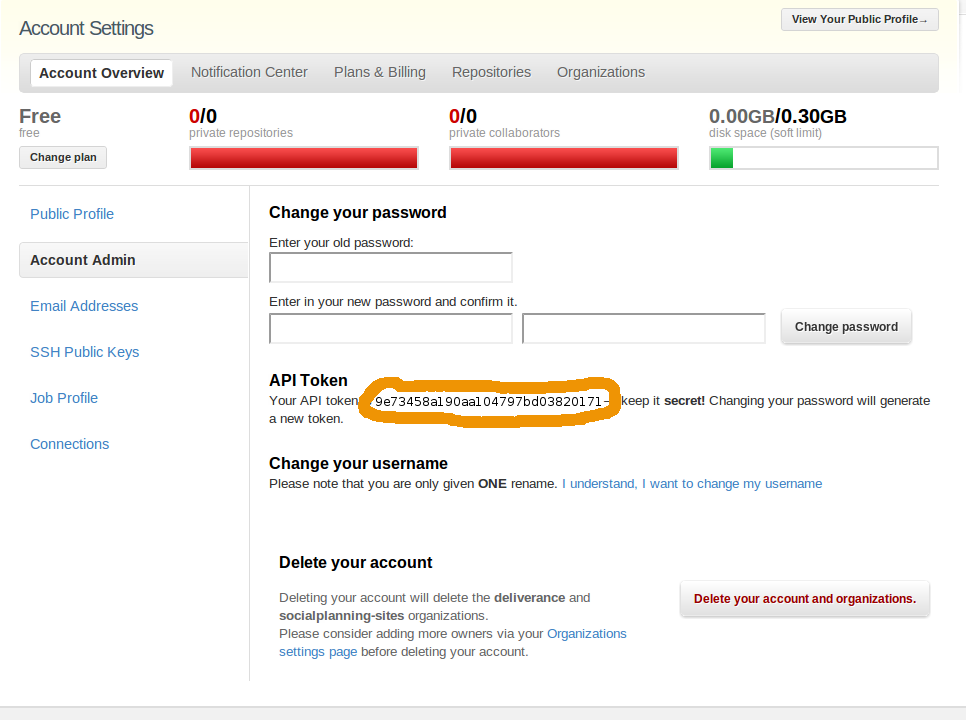 Account Settings
View Your Public Profile→
Account Overview Notification Center Plans & Billing Repositories Organizations
Free
free
Change plan
0/0
private repositories
0/0
private collaborators
0.00GB/0.30GB
disk space (soft limit)
Public Profile
Account Admin
Email Addresses
SSH Public Keys
Job Profile
Connections
Change your password
Enter your old password:
Enter in your new password and confirm it.
Change password
API Token
Your API token 9e73458a190aa104797bd03820171- keep it secret! Changing your password will generate
a new token.
Change your username
Please note that you are only given ONE rename. I understand, I want to change my username
Delete your account
Deleting your account will delete the deliverance and
socialplanning-sites organizations.
Please consider adding more owners via your Organizations
settings page before deleting your account.
Delete your account and organizations.